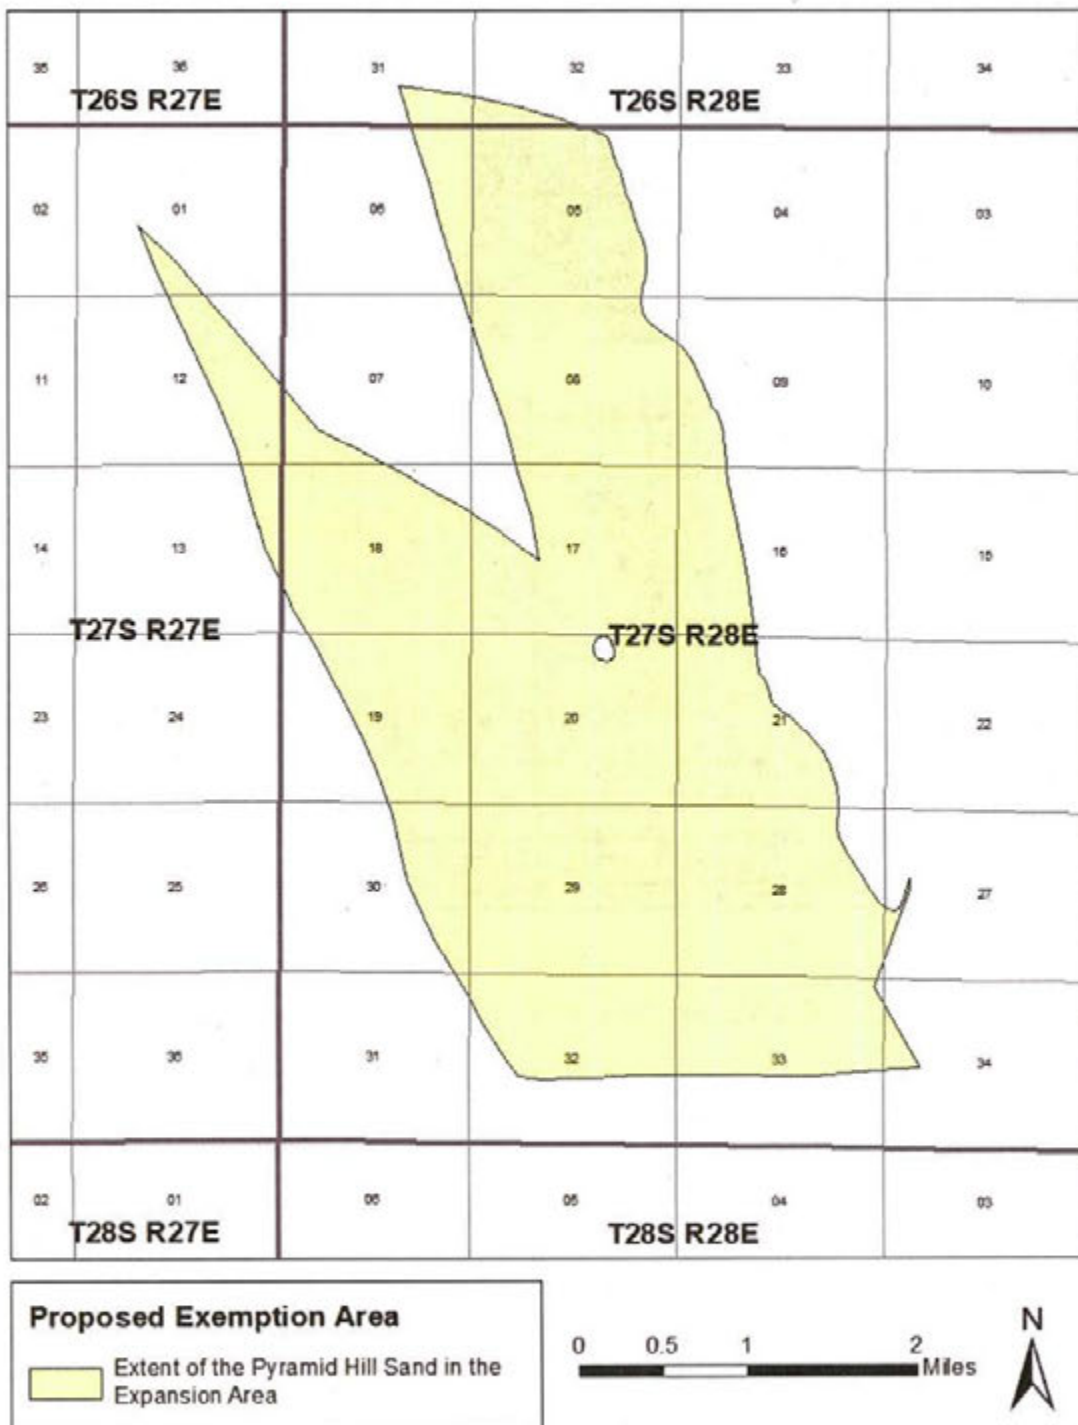 35 36 31 32 33 34
T26S R27E T26S R28E
02 01 06 05 04 03
11 12 07 08 09 10
14 13 18 17 16 15
T27S R27E T27S R28E
23 24 19 20 21 22
26 25 30 29 28 27
35 36 31 32 33 34
02 01 06 05 04 03
T28S R27E T28S R28E
Proposed Exemption Area
Extent of the Pyramid Hill Sand in the
Expansion Area
0 0.5 1 2
Miles
N